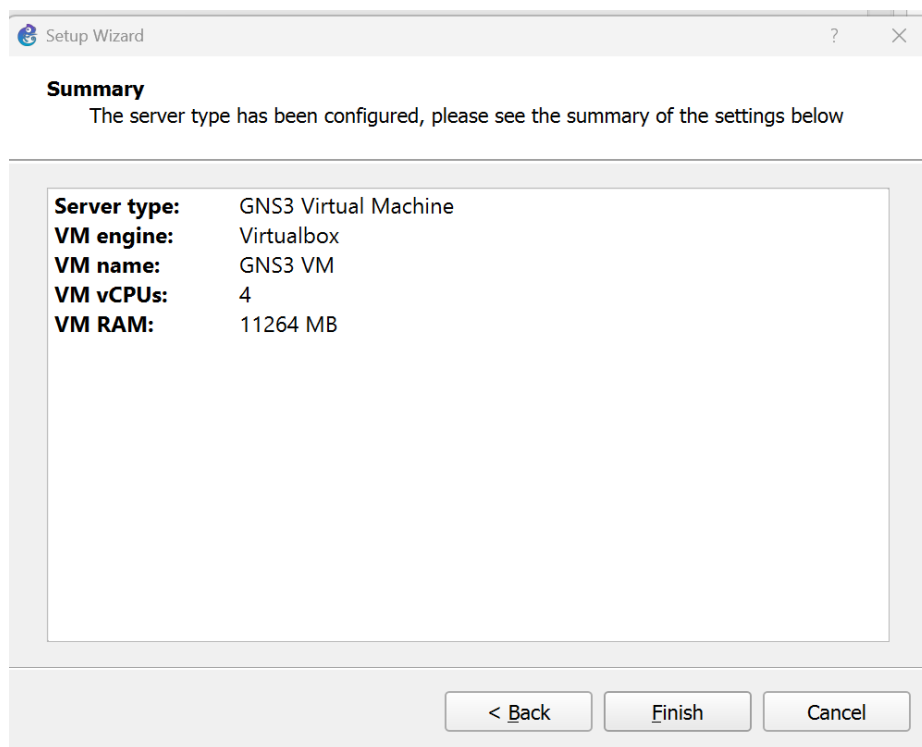 Setup Wizard
?
Summary
The server type has been configured, please see the summary of the settings below
Server type: GNS3 Virtual Machine
VM engine: Virtualbox
VM name: GNS3 VM
VM vCPUs: 4
VM RAM: 11264 MB
< Back Finish Cancel